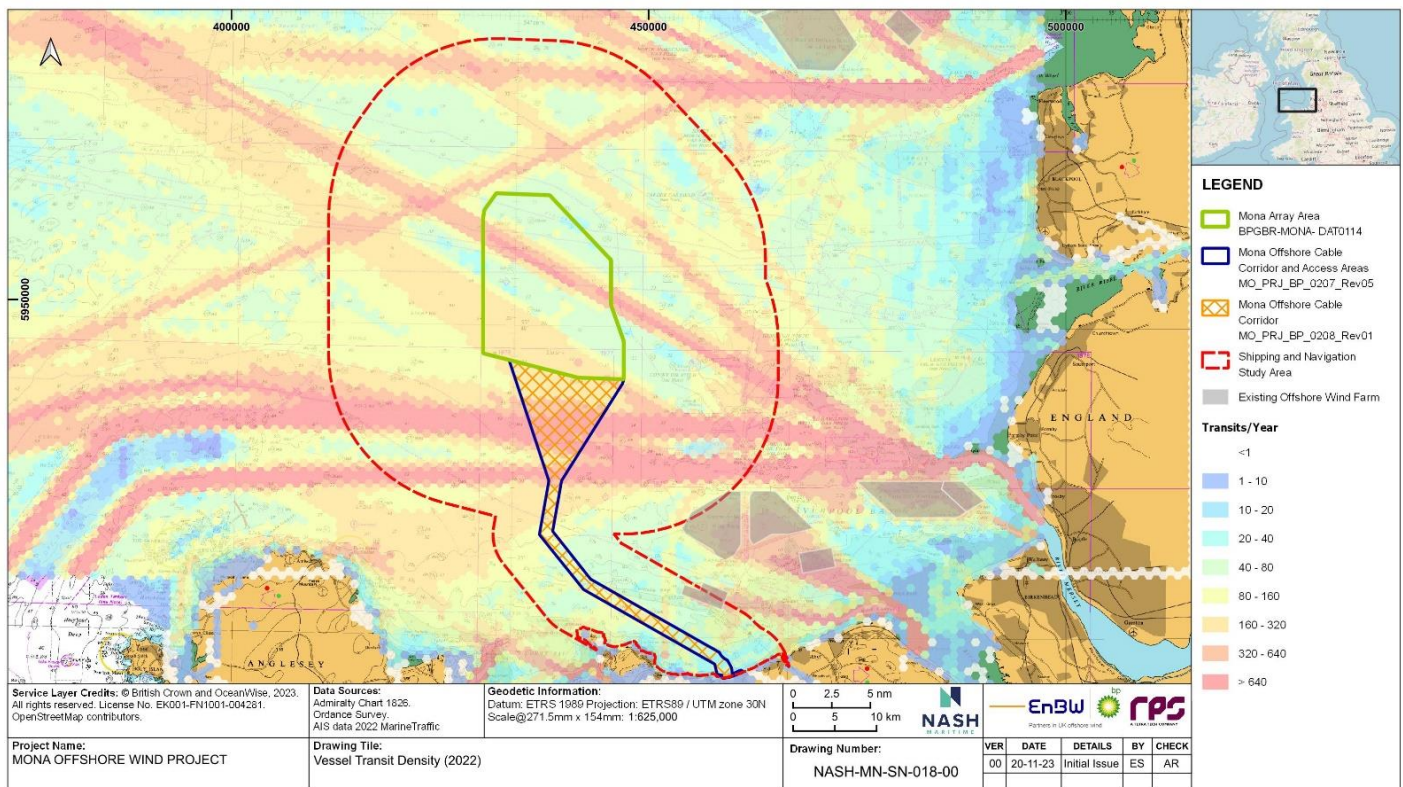 400000
450000
500000
5950000
ENGLAND
ANGLESEY
RIVER MERSEY
BIRKENHEAD
LEGEND
Mona Array Area
BPGBR-MONA- DAT0114
Mona Offshore Cable
Corridor and Access Areas
MO_PRJ_BP_0207_Rev05
Mona Offshore Cable
Corridor
MO_PRJ_BP_0208_Rev01
Shipping and Navigation
Study Area
Existing Offshore Wind Farm
Transits/Year
<1
1 - 10
10 - 20
20 - 40
40 - 80
80 - 160
160 - 320
320 - 640
> 640
Service Layer Credits: © British Crown and OceanWise, 2023.
All rights reserved. License No. EK001-FN1001-004281.
OpenStreetMap contributors.
Data Sources:
Admiralty Chart 1826.
Ordance Survey.
AIS data 2022 MarineTraffic
Geodetic Information:
Datum: ETRS 1989 Projection: ETRS89 / UTM zone 30N
Scale@271.5mm x 154mm: 1:625,000
0 2.5 5 nm
0 5 10 km
NASH
MARITIME
EnBW
Partners in UK offshore wind
bp
rps
A TETRA TECH COMPANY
Project Name:
MONA OFFSHORE WIND PROJECT
Drawing Tile:
Vessel Transit Density (2022)
Drawing Number:
NASH-MN-SN-018-00
VER DATE DETAILS BY CHECK
00 20-11-23 Initial Issue ES AR